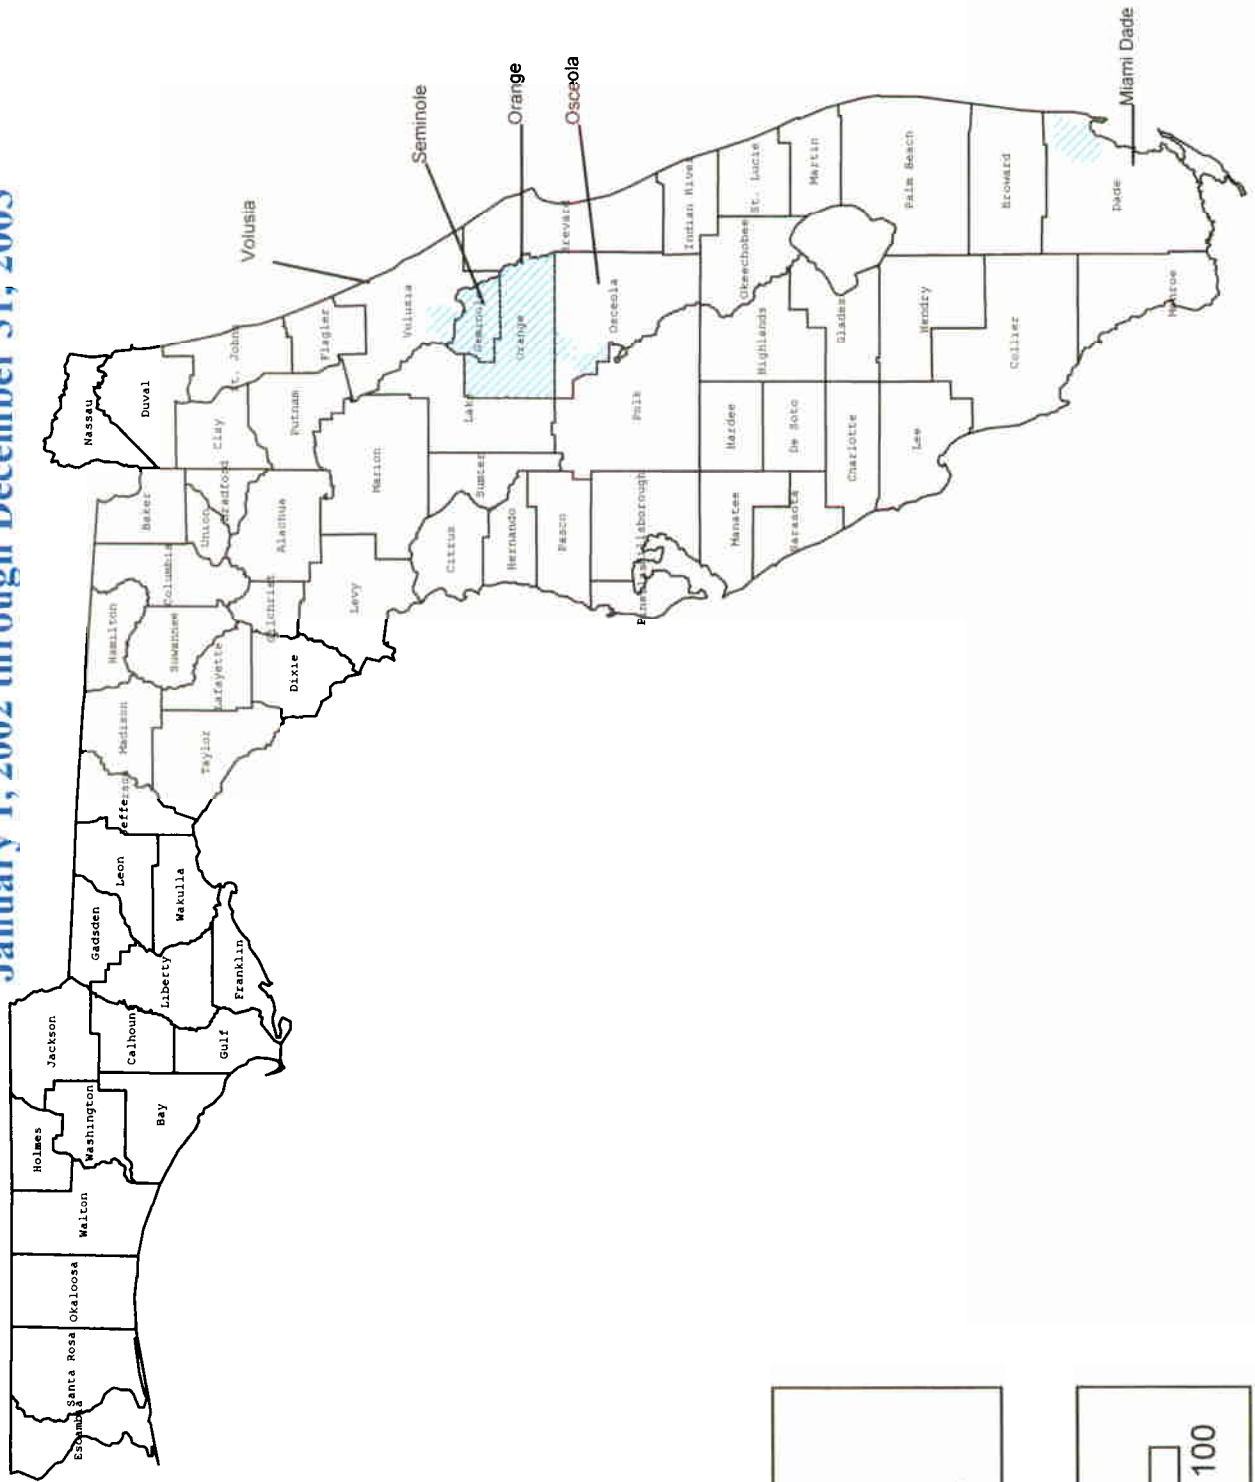 January 1, 2002 through December 31, 2003
Nassau
Duval
St. Johns
Flagler
Clay
Putnam
Baker
Union
Bradford
Alachua
Marion
Columbia
Hamilton
Suwannee
Lafayette
Gilchrist
Levy
Dixie
Madison
Taylor
Jefferson
Leon
Wakulla
Gadsden
Liberty
Franklin
Jackson
Calhoun
Gulf
Holmes
Washington
Bay
Walton
Okaloosa
Santa Rosa
Escambia
Volusia
Volusia
Seminole
Orange
Osceola
Miami Dade
Lake
Seminole
Orange
Osceola
Brevard
Sumter
Citrus
Hernando
Pasco
Pinellas
Hillsborough
Polk
Indian River
St. Lucie
Okeechobee
Martin
Highlands
Hardee
Manatee
De Soto
Sarasota
Charlotte
Glades
Palm Beach
Hendry
Lee
Collier
Broward
Dade
Monroe
100